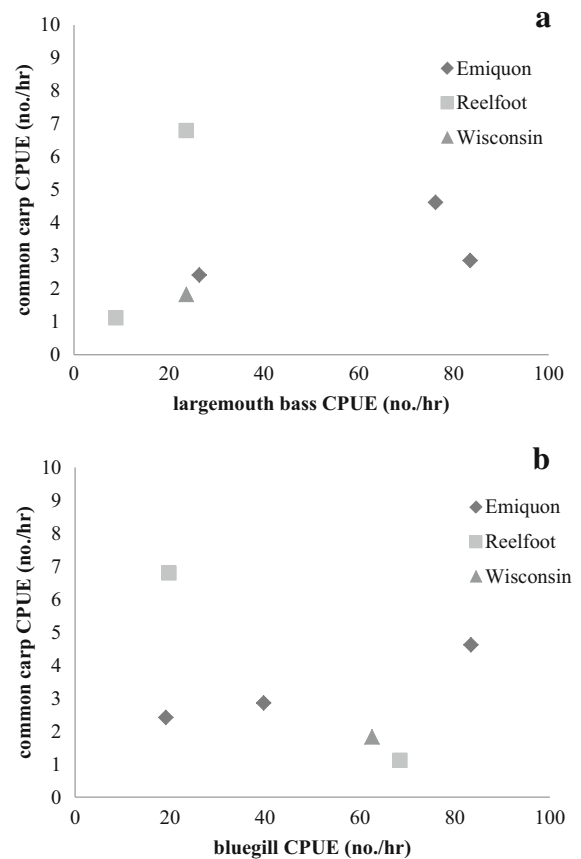 a
10
9
8
7
6
5
4
3
2
1
0
common carp CPUE (no./hr)
Emiquon
Reelfoot
Wisconsin
0 20 40 60 80 100
largemouth bass CPUE (no./hr)
b
10
9
8
7
6
5
4
3
2
1
0
common carp CPUE (no./hr)
Emiquon
Reelfoot
Wisconsin
0 20 40 60 80 100
bluegill CPUE (no./hr)